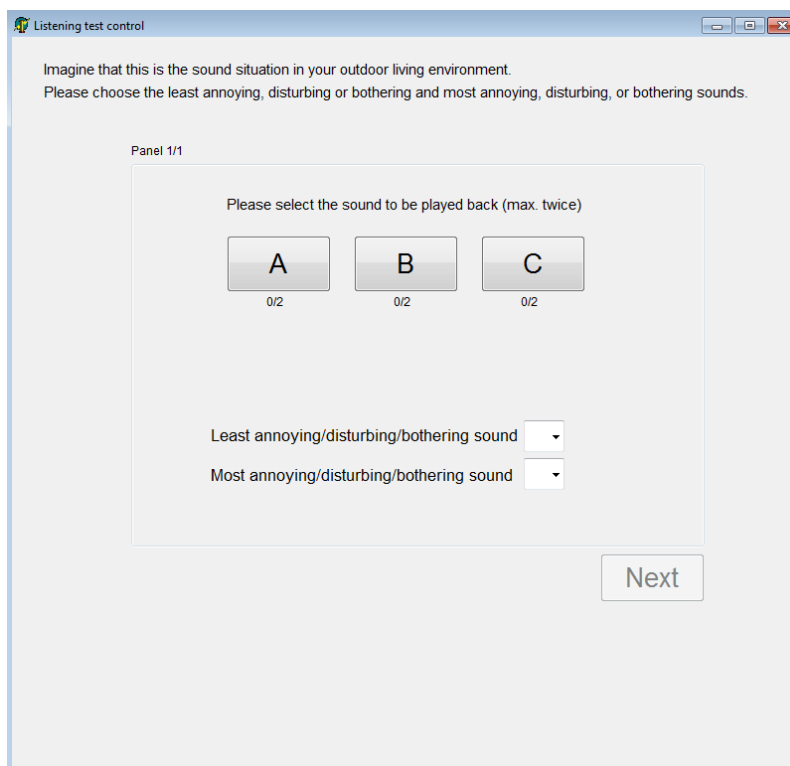 Listening test control
Imagine that this is the sound situation in your outdoor living environment.
Please choose the least annoying, disturbing or bothering and most annoying, disturbing, or bothering sounds.
Panel 1/1
Please select the sound to be played back (max. twice)
A B C
0/2 0/2 0/2
Least annoying/disturbing/bothering sound
Most annoying/disturbing/bothering sound
Next